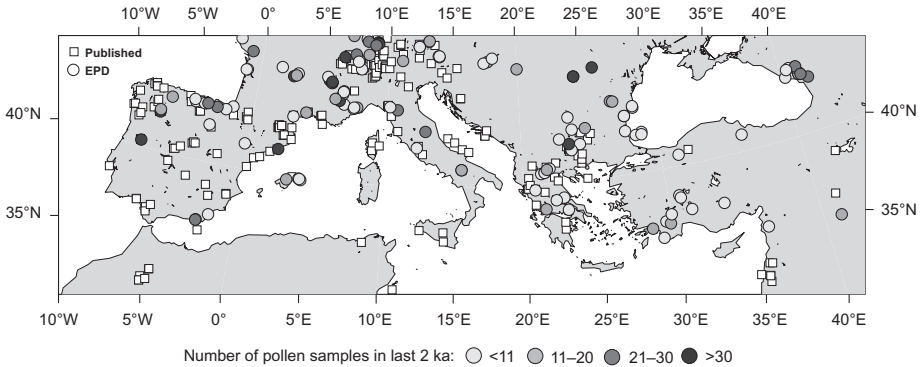 10°W 5°W 0° 5°E 10°E 15°E 20°E 25°E 30°E 35°E 40°E
Published
EPD
40°N 40°N
35°N 35°N
10°W 5°W 0° 5°E 10°E 15°E 20°E 25°E 30°E 35°E 40°E
Number of pollen samples in last 2 ka: <11 11–20 21–30 >30